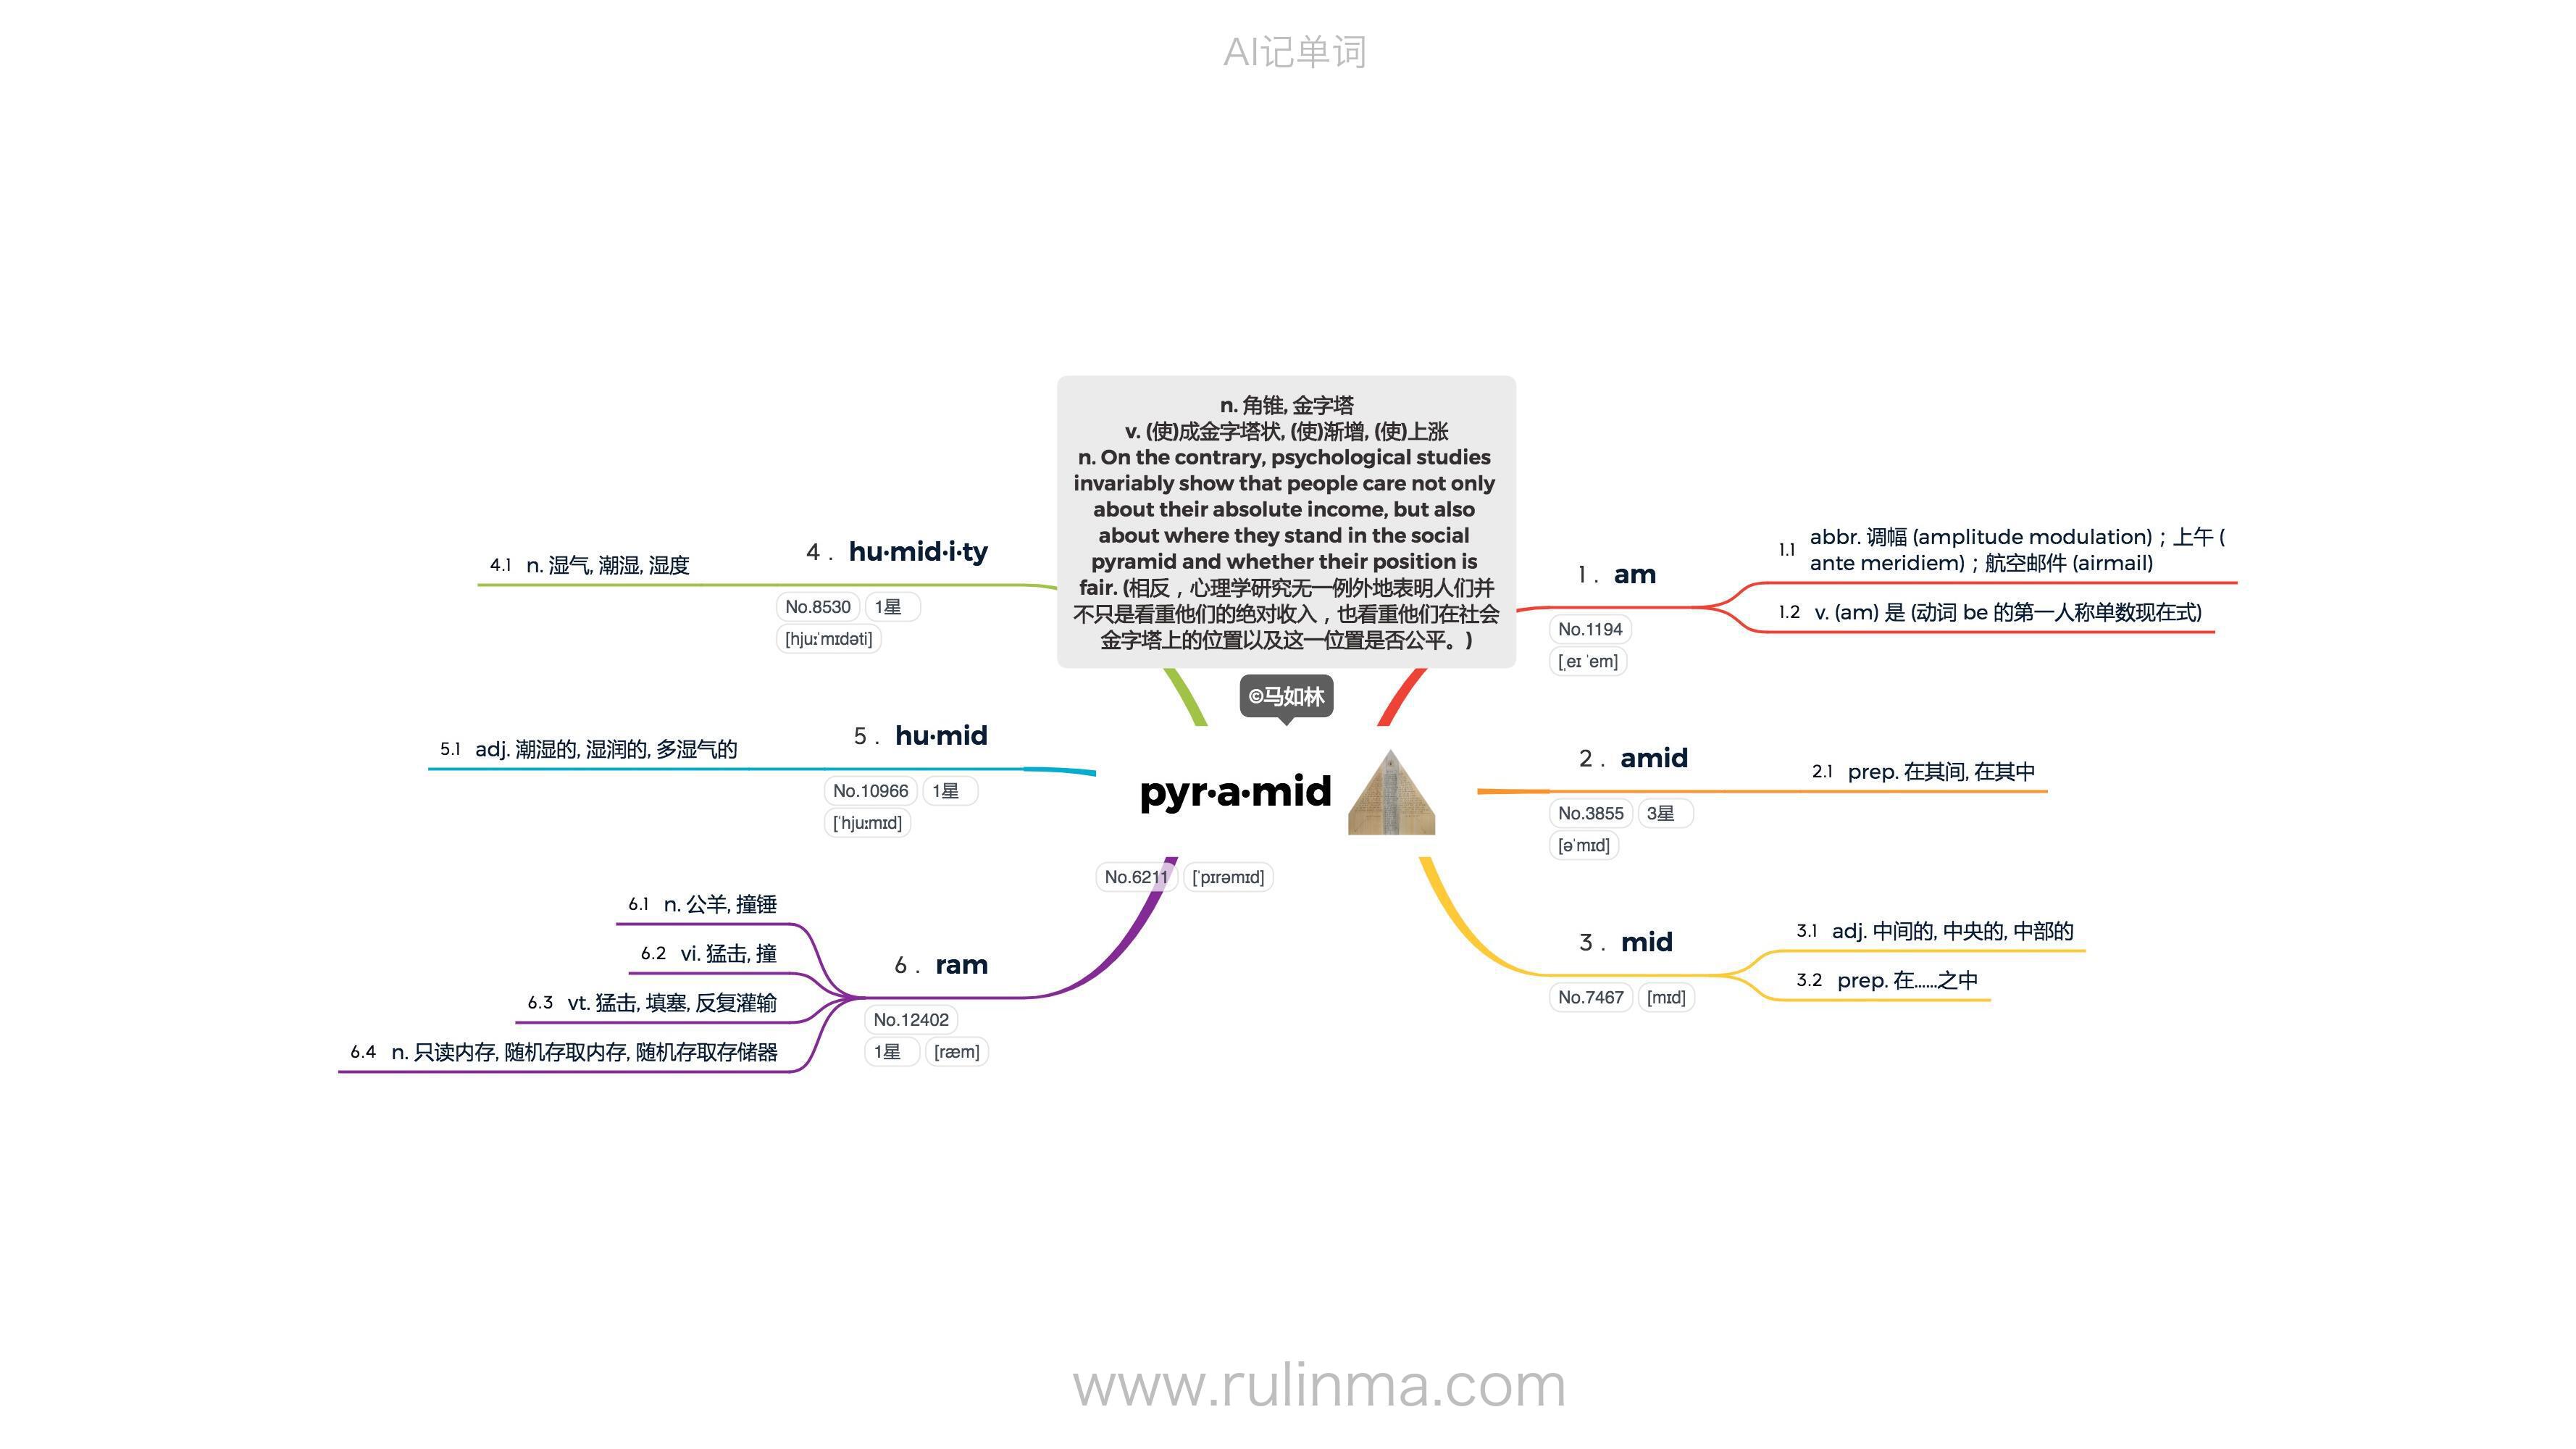 AI记单词
n. 角锥, 金字塔
v. (使)成金字塔状, (使)渐增, (使)上涨
n. On the contrary, psychological studies
invariably show that people care not only
about their absolute income, but also
about where they stand in the social
pyramid and whether their position is
fair. (相反，心理学研究无一例外地表明人们并
不只是看重他们的绝对收入，也看重他们在社会
金字塔上的位置以及这一位置是否公平。)
©马如林
pyr·a·mid
No.6211 [ˈpɪrəmɪd]
1. am
No.1194
[ˌeɪ ˈem]
1.1 abbr. 调幅 (amplitude modulation)；上午 (
ante meridiem)；航空邮件 (airmail)
1.2 v. (am) 是 (动词 be 的第一人称单数现在式)
2. amid
No.3855 3星
[əˈmɪd]
2.1 prep. 在其间, 在其中
3. mid
No.7467 [mɪd]
3.1 adj. 中间的, 中央的, 中部的
3.2 prep. 在……之中
4. hu·mid·i·ty
No.8530 1星
[hjuːˈmɪdəti]
4.1 n. 湿气, 潮湿, 湿度
5. hu·mid
No.10966 1星
[ˈhjuːmɪd]
5.1 adj. 潮湿的, 湿润的, 多湿气的
6. ram
No.12402
1星 [ræm]
6.1 n. 公羊, 撞锤
6.2 vi. 猛击, 撞
6.3 vt. 猛击, 填塞, 反复灌输
6.4 n. 只读内存, 随机存取内存, 随机存取存储器
www.rulinma.com